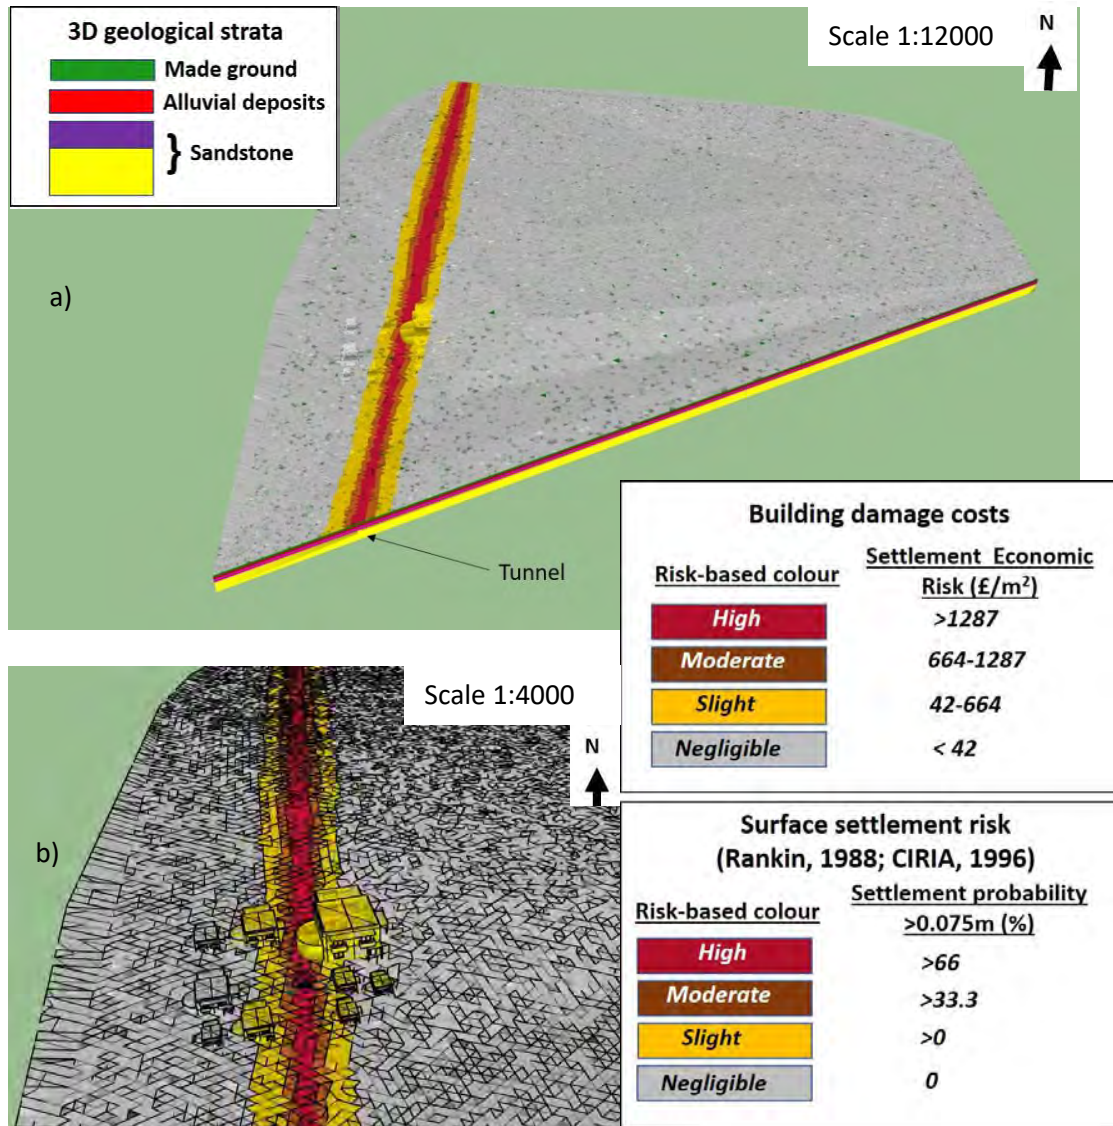 3D geological strata
Made ground
Alluvial deposits
} Sandstone
Scale 1:12000
N
a)
Tunnel
Building damage costs
Risk-based colour
Settlement Economic
Risk (£/m²)
High >1287
Moderate 664-1287
Slight 42-664
Negligible < 42
Scale 1:4000
N
b)
Surface settlement risk
(Rankin, 1988; CIRIA, 1996)
Risk-based colour
Settlement probability
>0.075m (%)
High >66
Moderate >33.3
Slight >0
Negligible 0